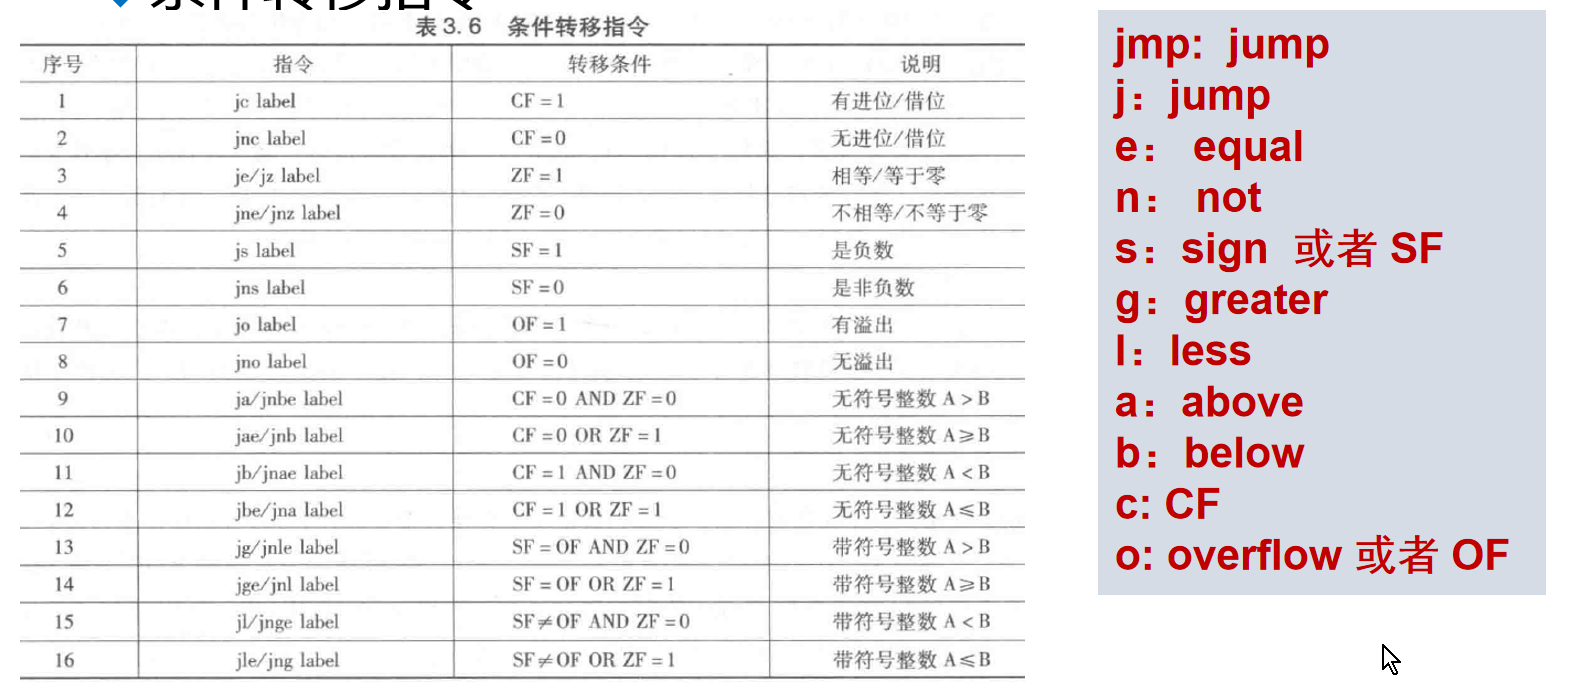 条件转移指令
表 3. 6 条件转移指令
序号 指令 转移条件 说明
1 jc label CF = 1 有进位/借位
2 jnc label CF = 0 无进位/借位
3 je/jz label ZF = 1 相等/等于零
4 jne/jnz label ZF = 0 不相等/不等于零
5 js label SF = 1 是负数
6 jns label SF = 0 是非负数
7 jo label OF = 1 有溢出
8 jno label OF = 0 无溢出
9 ja/jnbe label CF = 0 AND ZF = 0 无符号整数 A > B
10 jae/jnb label CF = 0 OR ZF = 1 无符号整数 A ≥ B
11 jb/jnae label CF = 1 AND ZF = 0 无符号整数 A < B
12 jbe/jna label CF = 1 OR ZF = 1 无符号整数 A ≤ B
13 jg/jnle label SF = OF AND ZF = 0 带符号整数 A > B
14 jge/jnl label SF = OF OR ZF = 1 带符号整数 A ≥ B
15 jl/jnge label SF ≠ OF AND ZF = 0 带符号整数 A < B
16 jle/jng label SF ≠ OF OR ZF = 1 带符号整数 A ≤ B
jmp: jump
j：jump
e： equal
n： not
s：sign 或者 SF
g：greater
l：less
a：above
b：below
c: CF
o: overflow 或者 OF